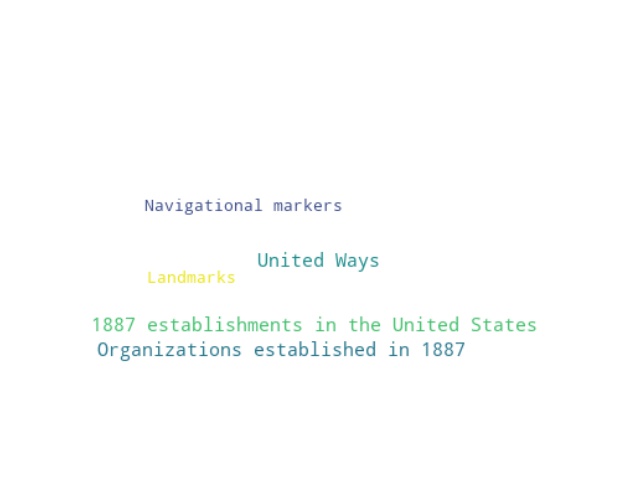 Navigational markers
United Ways
Landmarks
1887 establishments in the United States
Organizations established in 1887